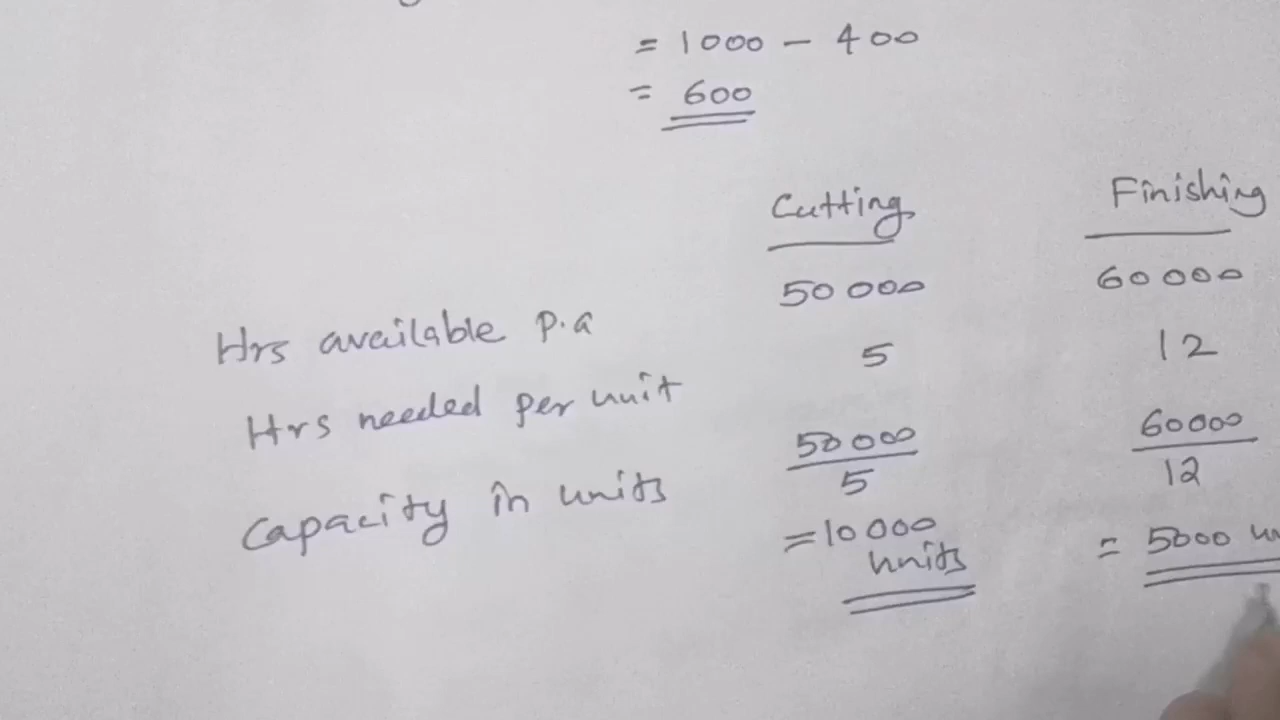 = 1000 - 400
= 600
Cutting Finishing
Hrs available p.a 50000 60000
Hrs needed per unit 5 12
Capacity in units 50000/5 60000/12
= 10000 units = 5000